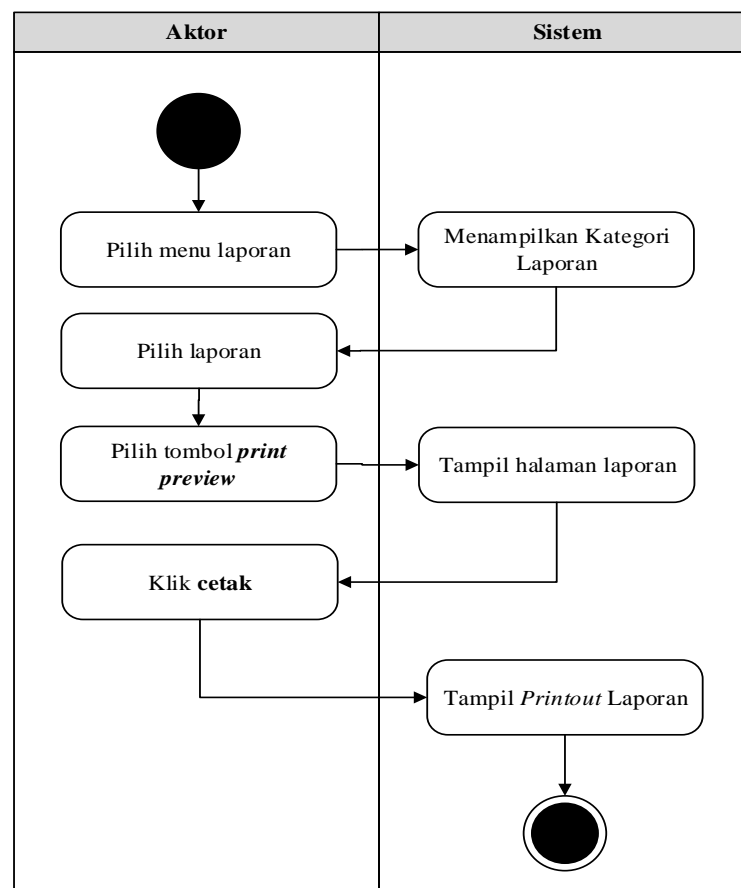 Aktor
Sistem
Pilih menu laporan
Menampilkan Kategori
Laporan
Pilih laporan
Pilih tombol print
preview
Tampil halaman laporan
Klik cetak
Tampil Printout Laporan